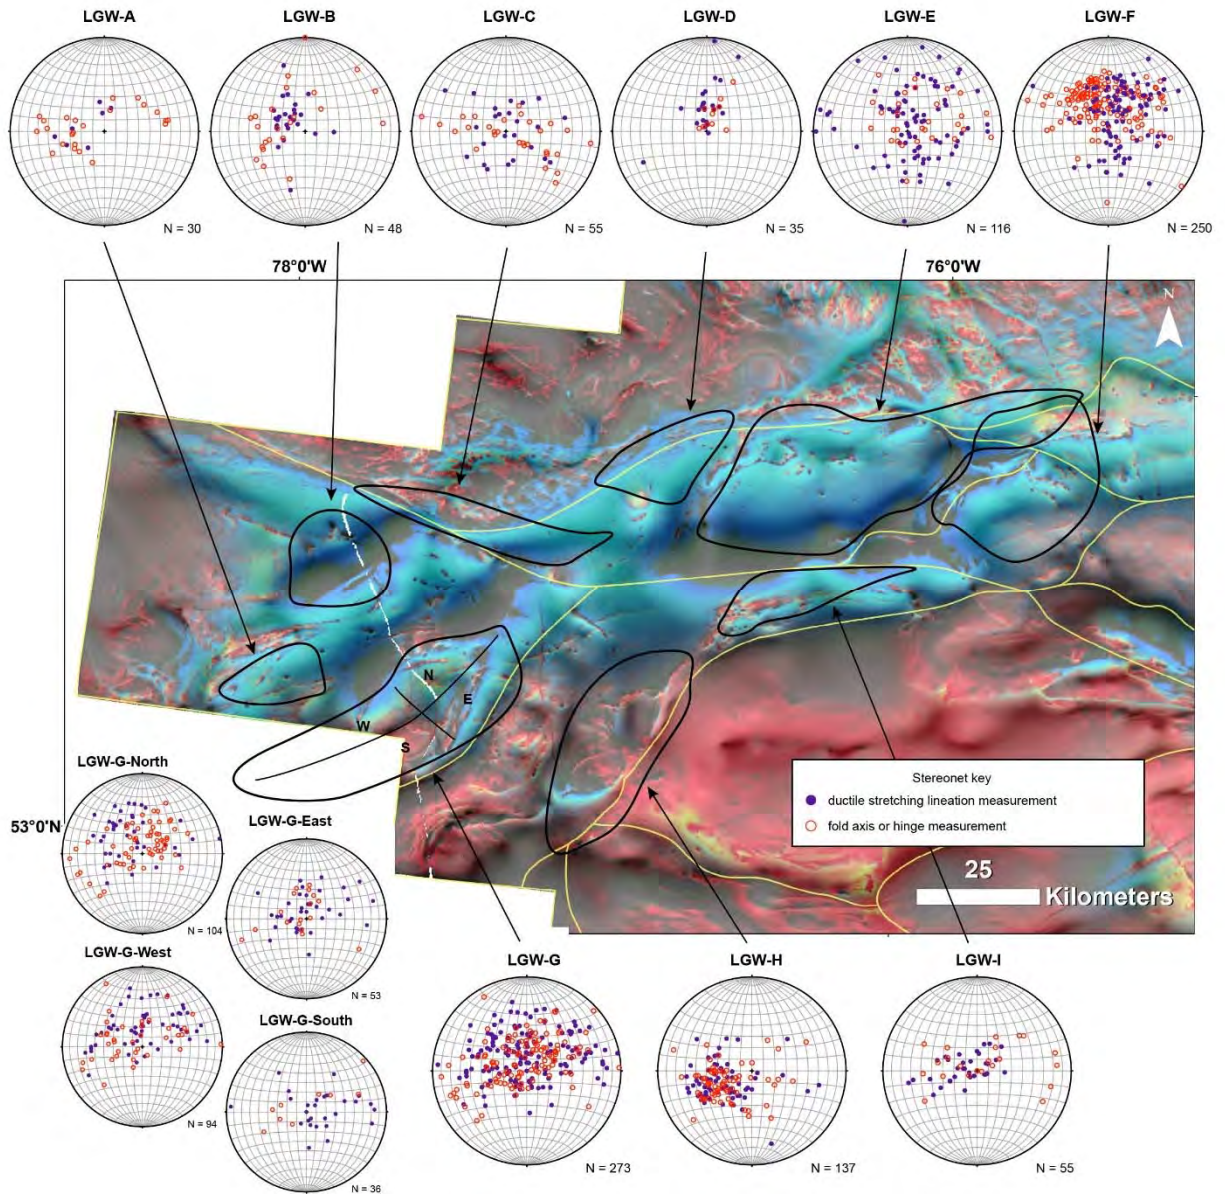 LGW-A
LGW-B
LGW-C
LGW-D
LGW-E
LGW-F
N = 30
N = 48
N = 55
N = 35
N = 116
N = 250
78°0'W
76°0'W
N
N
E
W
S
53°0'N
LGW-G-North
N = 104
LGW-G-East
N = 53
LGW-G-West
N = 94
LGW-G-South
N = 36
Stereonet key
ductile stretching lineation measurement
fold axis or hinge measurement
25
Kilometers
LGW-G
LGW-H
LGW-I
N = 273
N = 137
N = 55